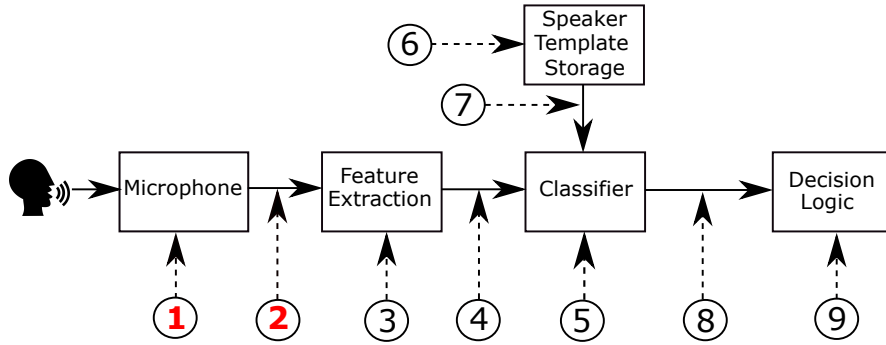 6
Speaker
Template
Storage
7
Microphone
Feature
Extraction
Classifier
Decision
Logic
1
2
3
4
5
8
9